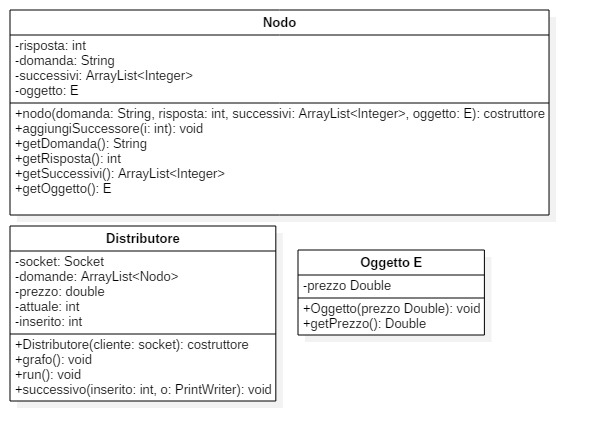 Nodo
-risposta: int
-domanda: String
-successivi: ArrayList<Integer>
-oggetto: E
+nodo(domanda: String, risposta: int, successivi: ArrayList<Integer>, oggetto: E): costruttore
+aggiungiSuccessore(i: int): void
+getDomanda(): String
+getRisposta(): int
+getSuccessivi(): ArrayList<Integer>
+getOggetto(): E
Distributore
-socket: Socket
-domande: ArrayList<Nodo>
-prezzo: double
-attuale: int
-inserito: int
+Distributore(cliente: socket): costruttore
+grafo(): void
+run(): void
+successivo(inserito: int, o: PrintWriter): void
Oggetto E
-prezzo Double
+Oggetto(prezzo Double): void
+getPrezzo(): Double